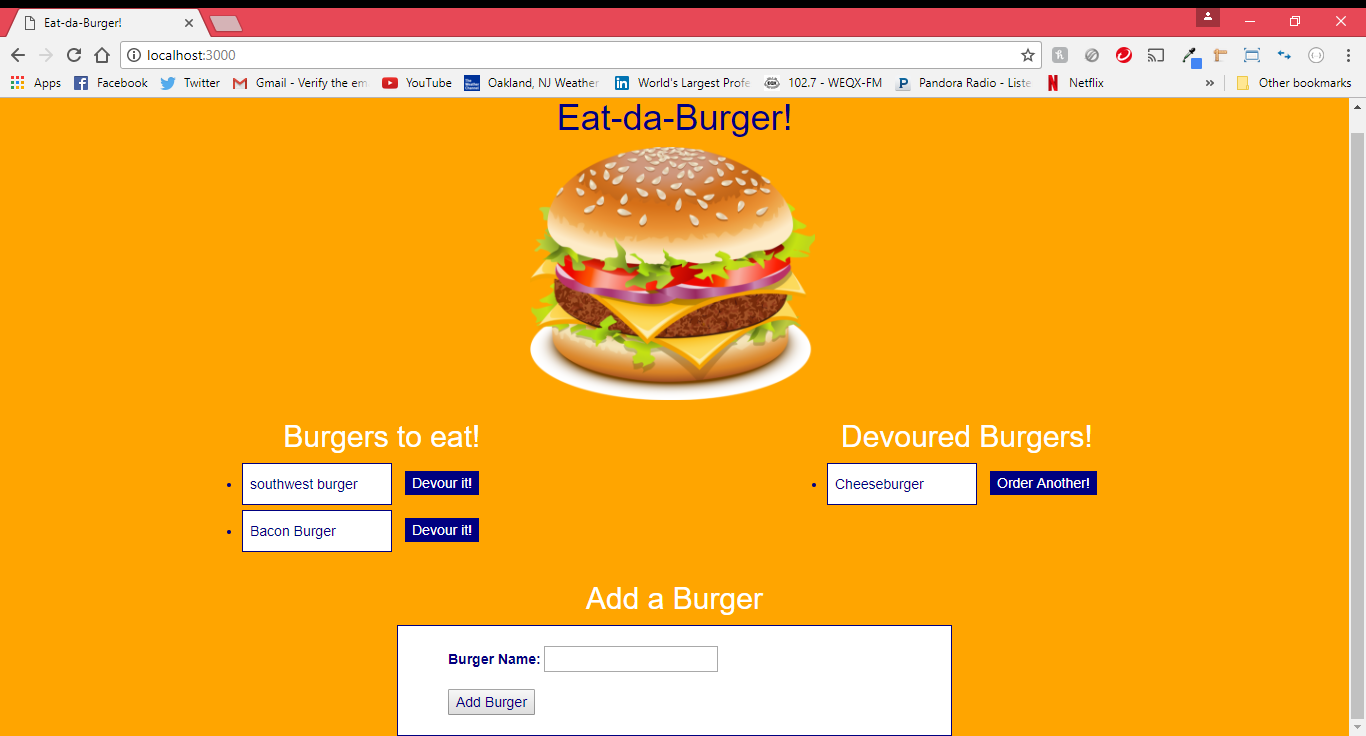 Eat-da-Burger!
localhost:3000
Apps Facebook Twitter Gmail - Verify the em YouTube Oakland, NJ Weather World's Largest Profe 102.7 - WEQX-FM Pandora Radio - Liste Netflix » Other bookmarks
Eat-da-Burger!
Burgers to eat! Devoured Burgers!
southwest burger Devour it! Cheeseburger Order Another!
Bacon Burger Devour it!
Add a Burger
Burger Name:
Add Burger